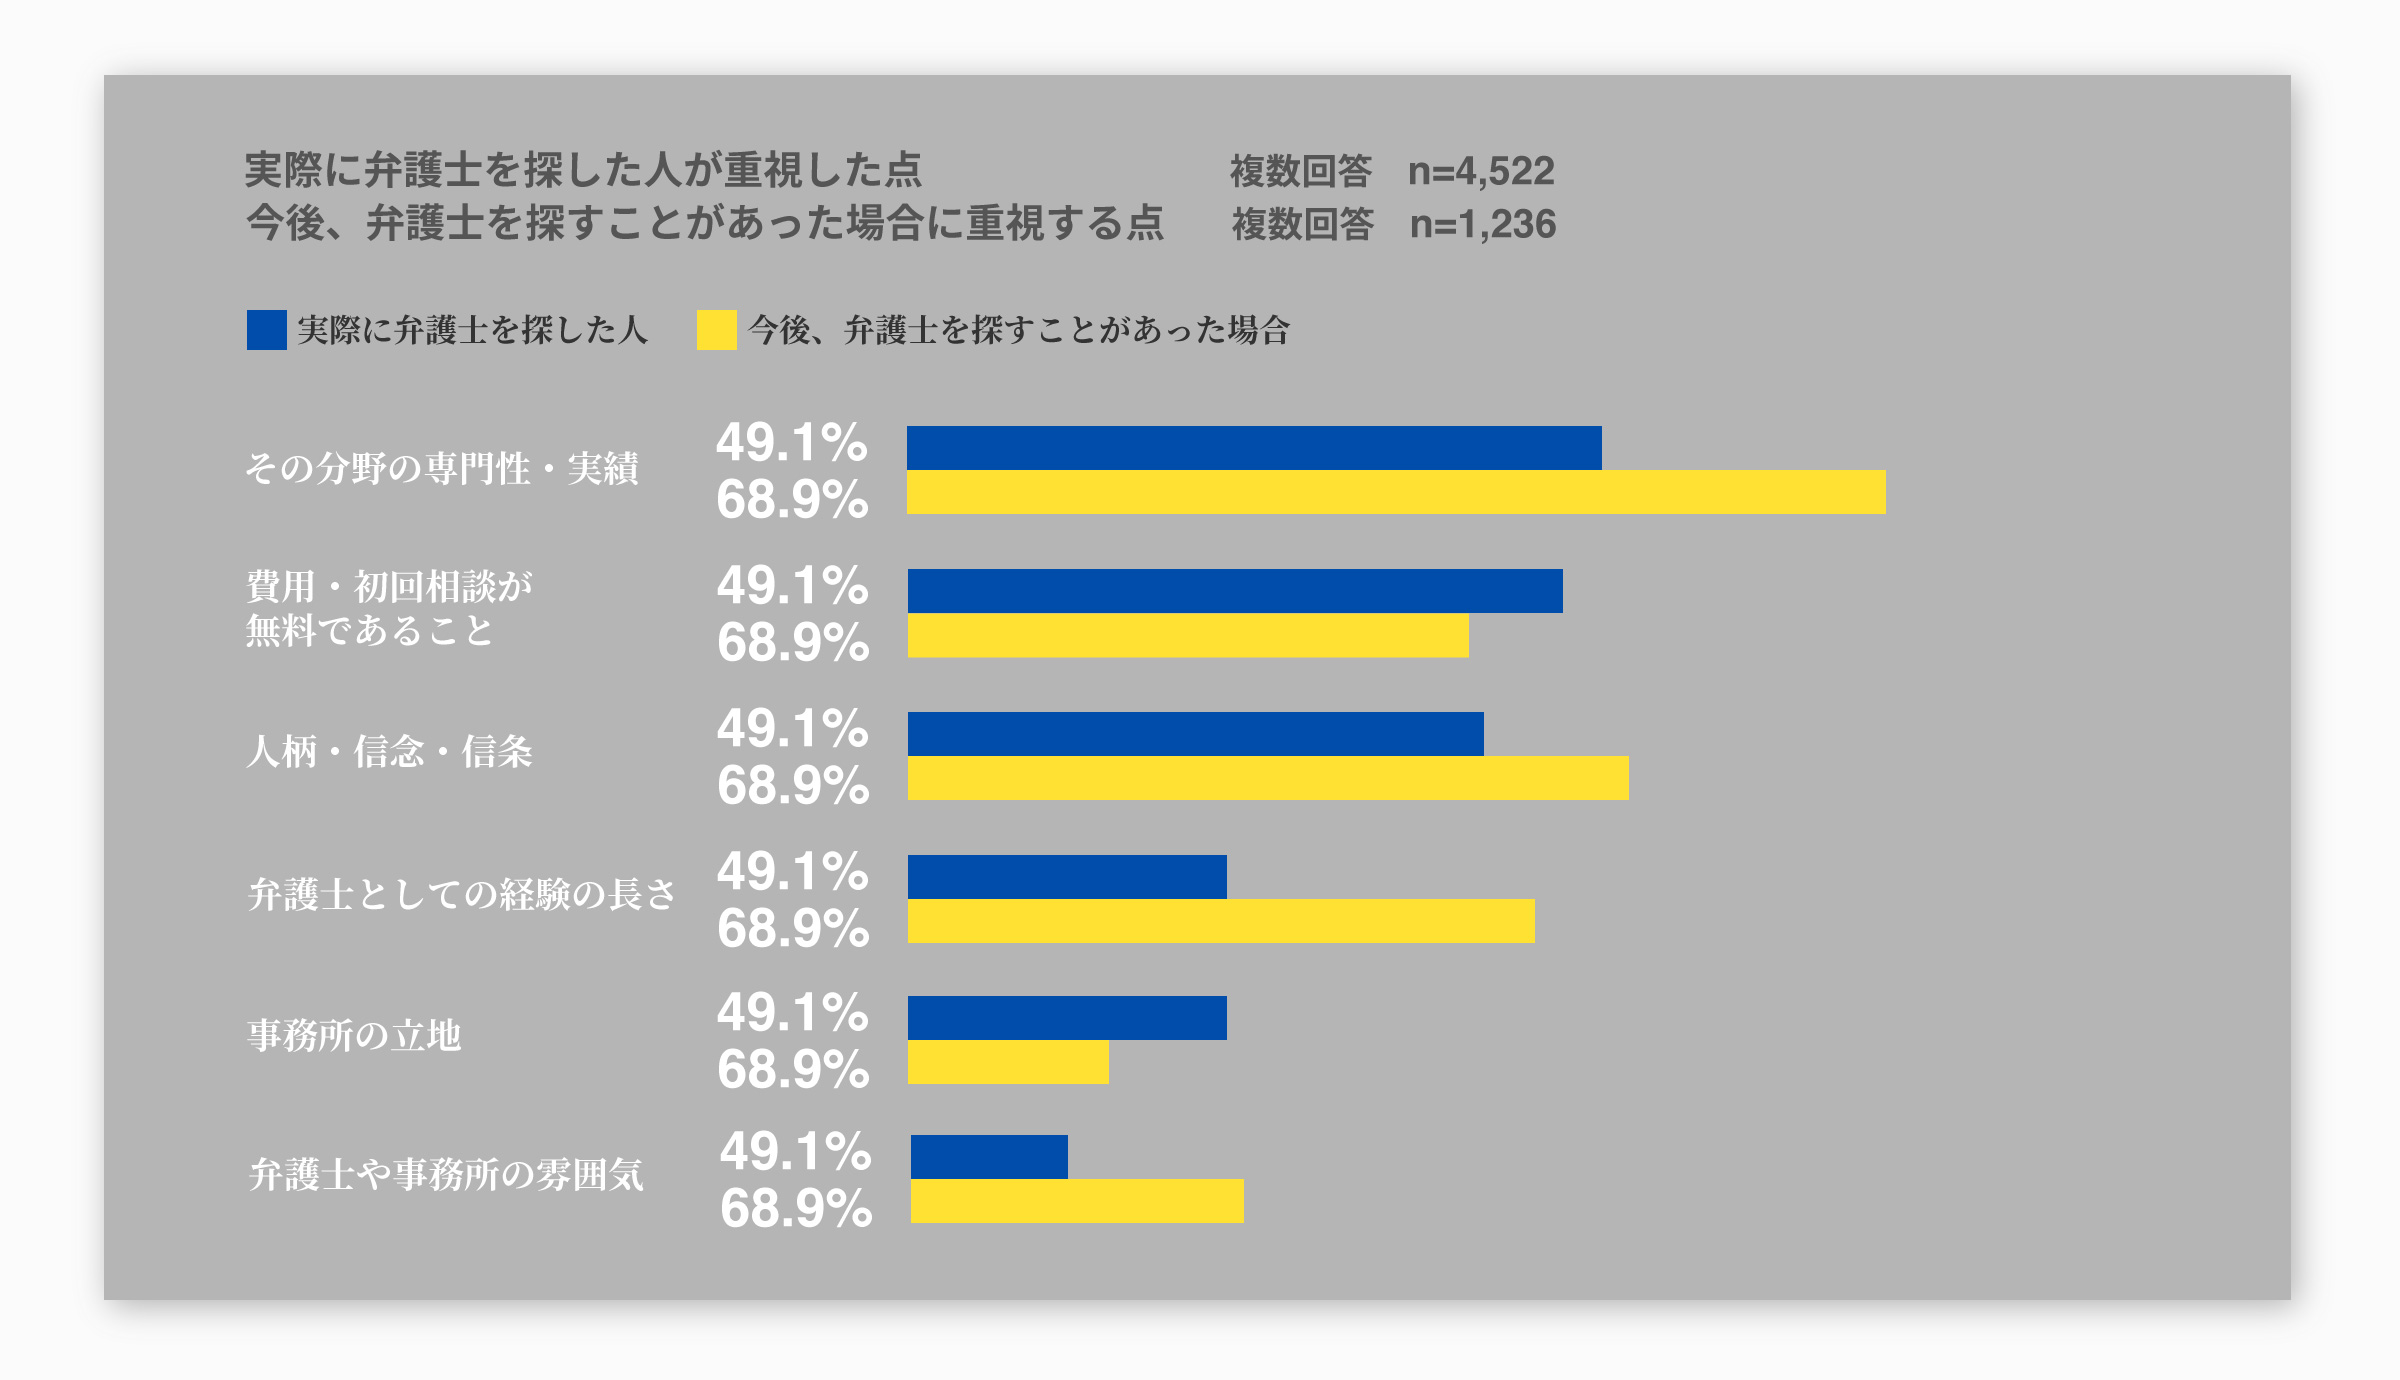 実際に弁護士を探した人が重視した点 複数回答 n=4,522
今後、弁護士を探すことがあった場合に重視する点 複数回答 n=1,236
実際に弁護士を探した人 今後、弁護士を探すことがあった場合
その分野の専門性・実績
49.1%
68.9%
費用・初回相談が
無料であること
49.1%
68.9%
人柄・信念・信条
49.1%
68.9%
弁護士としての経験の長さ
49.1%
68.9%
事務所の立地
49.1%
68.9%
弁護士や事務所の雰囲気
49.1%
68.9%